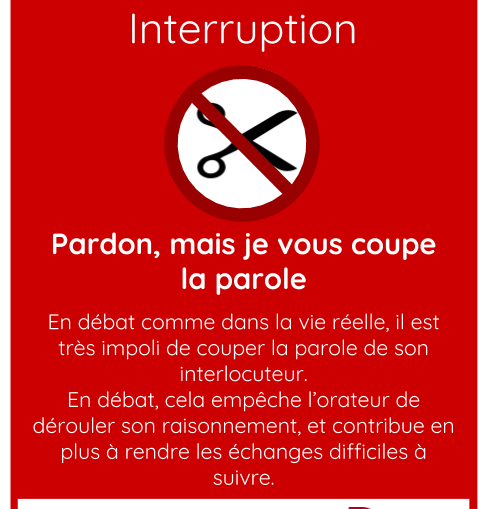 Interruption
Pardon, mais je vous coupe
la parole
En débat comme dans la vie réelle, il est
très impoli de couper la parole de son
interlocuteur.
En débat, cela empêche l’orateur de
dérouler son raisonnement, et contribue en
plus à rendre les échanges difficiles à
suivre.